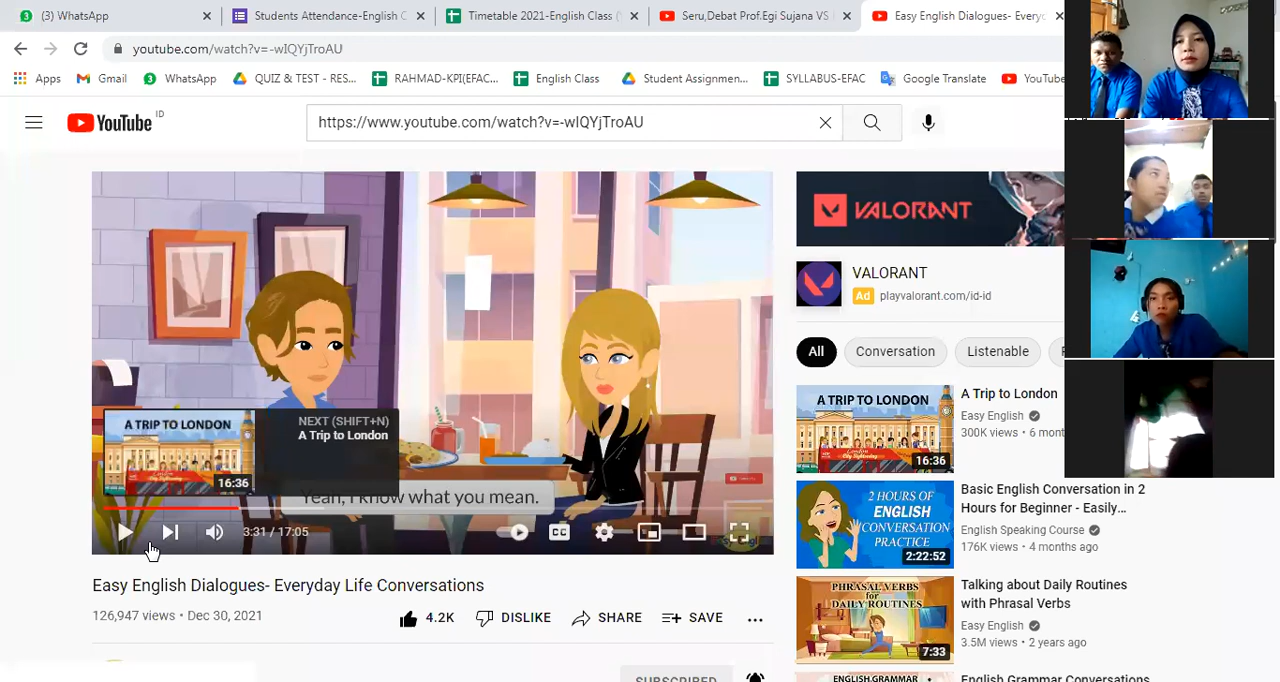 (3) WhatsApp
Students Attendance-English C
Timetable 2021-English Class (
Seru,Debat Prof.Egi Sujana VS
Easy English Dialogues- Every
youtube.com/watch?v=-wIQYjTroAU
Apps
Gmail
WhatsApp
QUIZ & TEST - RES...
RAHMAD-KPI(EFAC...
English Class
Student Assignmen...
SYLLABUS-EFAC
Google Translate
YouTube
YouTube ID
https://www.youtube.com/watch?v=-wIQYjTroAU
A TRIP TO LONDON
16:36
NEXT (SHIFT+N)
A Trip to London
Yeah, I know what you mean.
3:31 / 17:05
CC
Easy English Dialogues- Everyday Life Conversations
126,947 views • Dec 30, 2021
4.2K
DISLIKE
SHARE
SAVE
SUBSCRIBED
VALORANT
VALORANT
Ad playvalorant.com/id-id
All
Conversation
Listenable
A TRIP TO LONDON
16:36
A Trip to London
Easy English
300K views • 6 mont
2 HOURS OF
ENGLISH
CONVERSATION
PRACTICE
2:22:52
Basic English Conversation in 2
Hours for Beginner - Easily...
English Speaking Course
176K views • 4 months ago
PHRASAL VERBS
for
DAILY ROUTINES
7:33
Talking about Daily Routines
with Phrasal Verbs
Easy English
3.5M views • 2 years ago
ENGLISH GRAMMAR
English Grammar Conversations